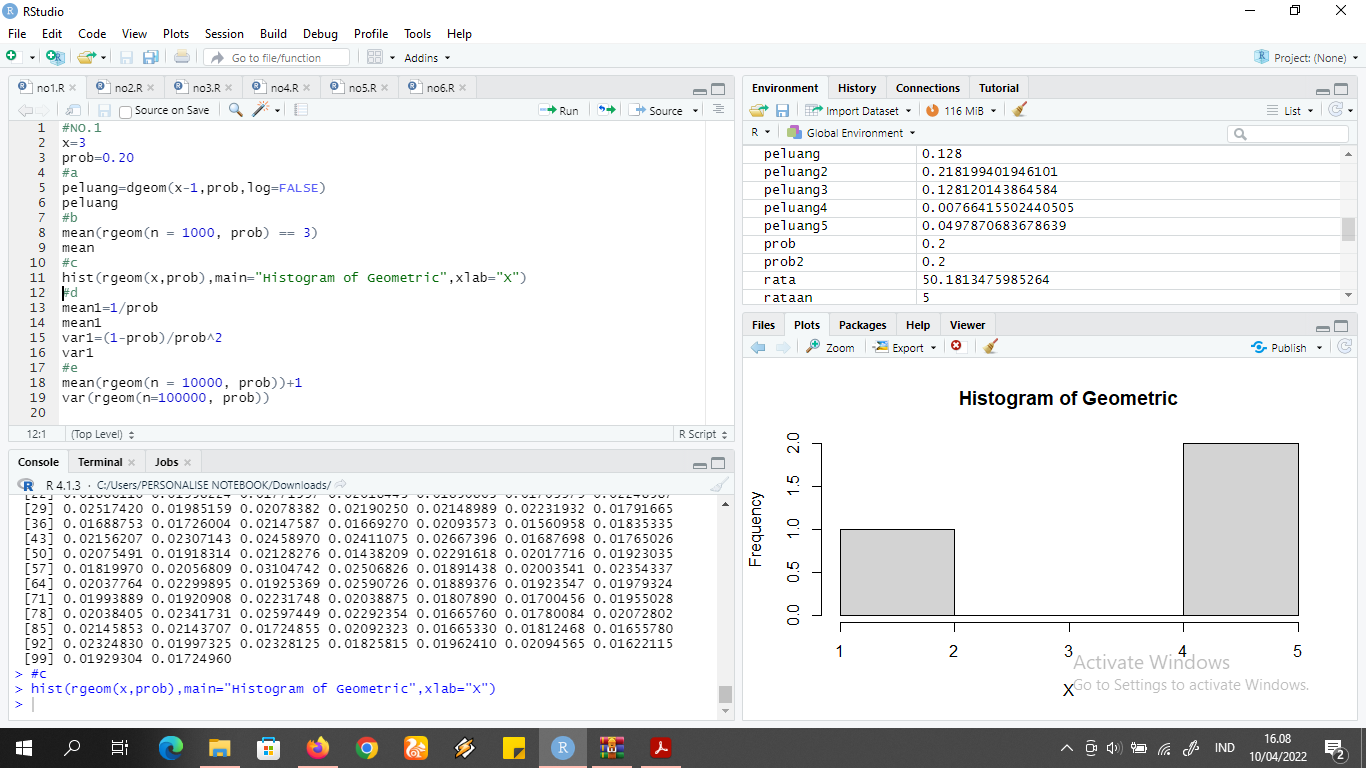 RStudio
File Edit Code View Plots Session Build Debug Profile Tools Help
Go to file/function Addins Project: (None)
no1.R no2.R no3.R no4.R no5.R no6.R
Source on Save Run Source
1 #NO.1
2 x=3
3 prob=0.20
4 #a
5 peluang=dgeom(x-1,prob,log=FALSE)
6 peluang
7 #b
8 mean(rgeom(n = 1000, prob) == 3)
9 mean
10 #c
11 hist(rgeom(x,prob),main="Histogram of Geometric",xlab="X")
12 #d
13 mean1=1/prob
14 mean1
15 var1=(1-prob)/prob^2
16 var1
17 #e
18 mean(rgeom(n = 10000, prob))+1
19 var(rgeom(n=100000, prob))
20
12:1 (Top Level) R Script
Console Terminal Jobs
R 4.1.3 · C:/Users/PERSONALISE NOTEBOOK/Downloads/
[29] 0.02517420 0.01985159 0.02078382 0.02190250 0.02148989 0.02231932 0.01791665
[36] 0.01688753 0.01726004 0.02147587 0.01669270 0.02093573 0.01560958 0.01835335
[43] 0.02156207 0.02307143 0.02458970 0.02411075 0.02667396 0.01687698 0.01765026
[50] 0.02075491 0.01918314 0.02128276 0.01438209 0.02291618 0.02017716 0.01923035
[57] 0.01819970 0.02056809 0.03104742 0.02506826 0.01891438 0.02003541 0.02354337
[64] 0.02037764 0.02299895 0.01925369 0.02590726 0.01889376 0.01923547 0.01979324
[71] 0.01993889 0.01920908 0.02231748 0.02038875 0.01807890 0.01700456 0.01955028
[78] 0.02038405 0.02341731 0.02597449 0.02292354 0.01665760 0.01780084 0.02072802
[85] 0.02145853 0.02143707 0.01724855 0.02092323 0.01665330 0.01812468 0.01655780
[92] 0.02324830 0.01997325 0.02328125 0.01825815 0.01962410 0.02094565 0.01622115
[99] 0.01929304 0.01724960
> #c
> hist(rgeom(x,prob),main="Histogram of Geometric",xlab="X")
>
Environment History Connections Tutorial
Import Dataset 116 MiB List
R Global Environment
peluang 0.128
peluang2 0.218199401946101
peluang3 0.128120143864584
peluang4 0.00766415502440505
peluang5 0.0497870683678639
prob 0.2
prob2 0.2
rata 50.1813475985264
rataan 5
Files Plots Packages Help Viewer
Zoom Export Publish
Histogram of Geometric
Frequency
0.0 0.5 1.0 1.5 2.0
1 2 3 4 5
X
Activate Windows
Go to Settings to activate Windows.
IND
16.08
10/04/2022
2